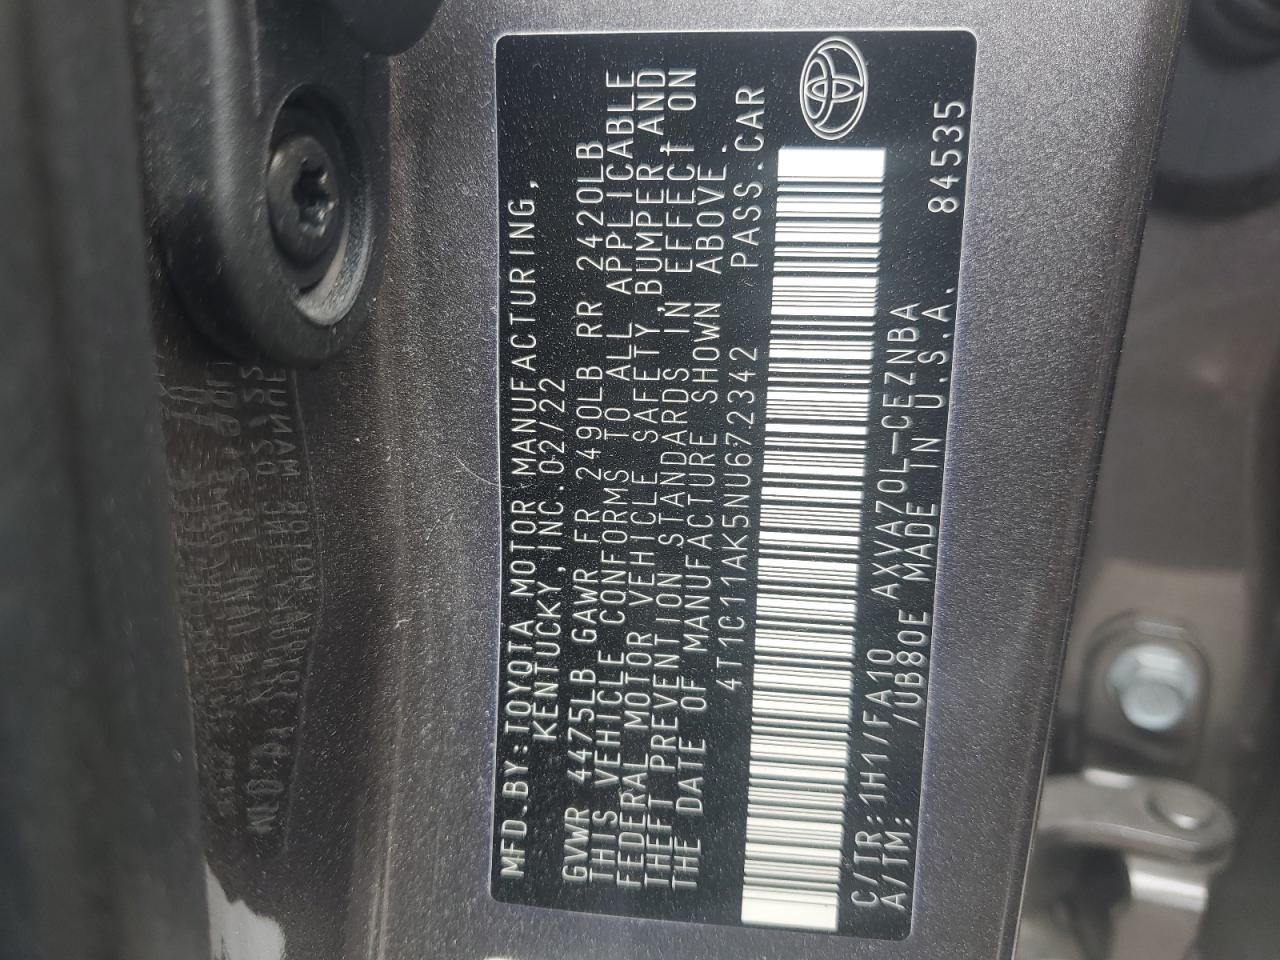 MFD.BY:TOYOTA MOTOR MANUFACTURING,
KENTUCKY,INC.02/22
GVWR 4475LB GAWR FR 2490LB RR 2420LB
THIS VEHICLE CONFORMS TO ALL APPLICABLE
FEDERAL MOTOR VEHICLE SAFETY,BUMPER,AND
THEFT PREVENTION STANDARDS IN EFFECT ON
THE DATE OF MANUFACTURE SHOWN ABOVE.
4T1C11AK5NU672342 PASS.CAR
C/TR:1H1/FA10 AXVA70L-CEZNBA
A/TM: /UB80E MADE IN U.S.A. 84535